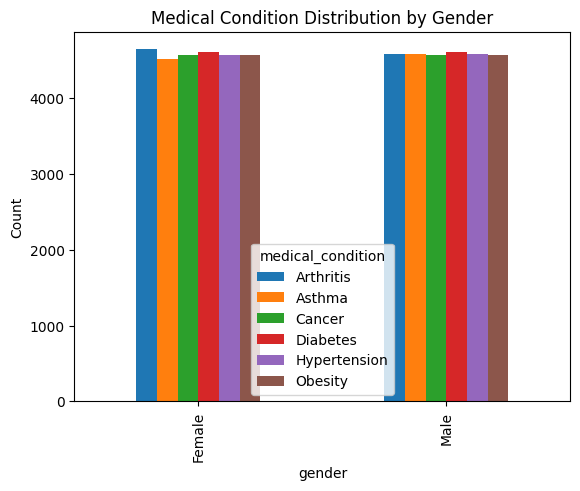 Medical Condition Distribution by Gender
Count
4000
3000
2000
1000
0
medical_condition
Arthritis
Asthma
Cancer
Diabetes
Hypertension
Obesity
Female
Male
gender